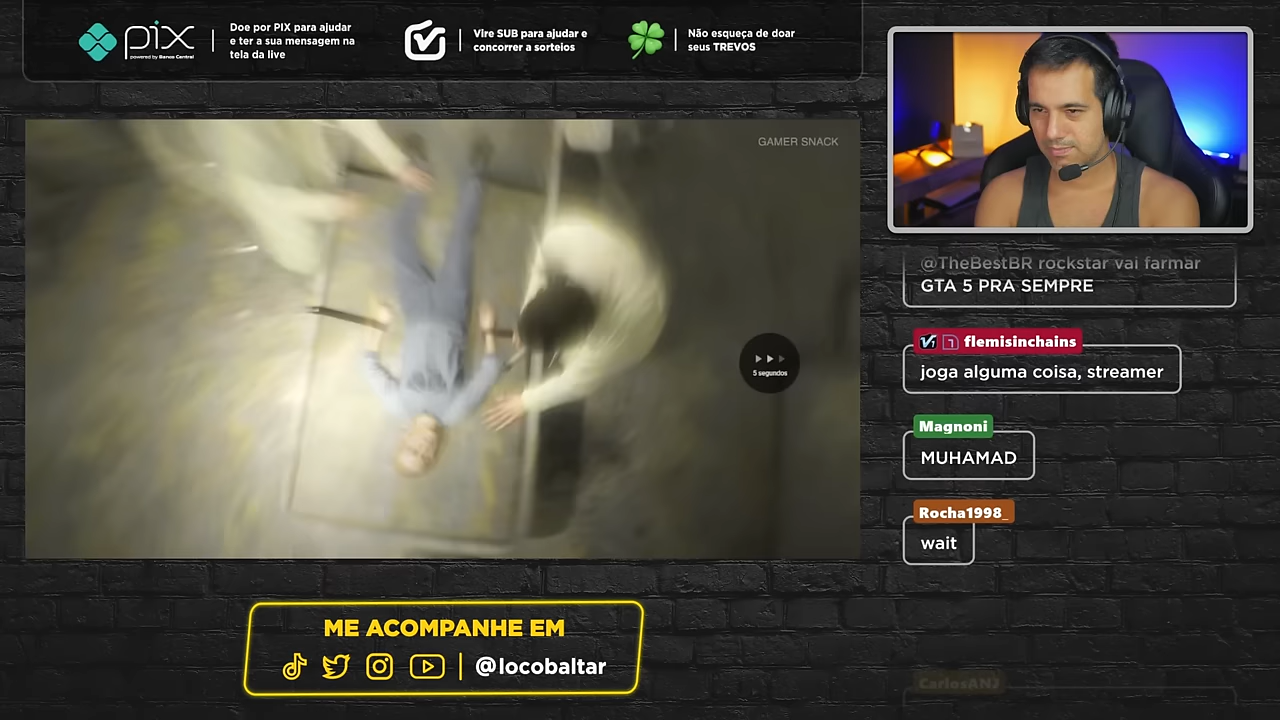 pix
powered by Banco Central
Doe por PIX para ajudar
e ter a sua mensagem na
tela da live
Vire SUB para ajudar e
concorrer a sorteios
Não esqueça de doar
seus TREVOS
GAMER SNACK
5 segundos
@TheBestBR rockstar vai farmar
GTA 5 PRA SEMPRE
flemisinchains
joga alguma coisa, streamer
Magnoni
MUHAMAD
Rocha1998_
wait
CarlosANJ
ME ACOMPANHE EM
@locobaltar